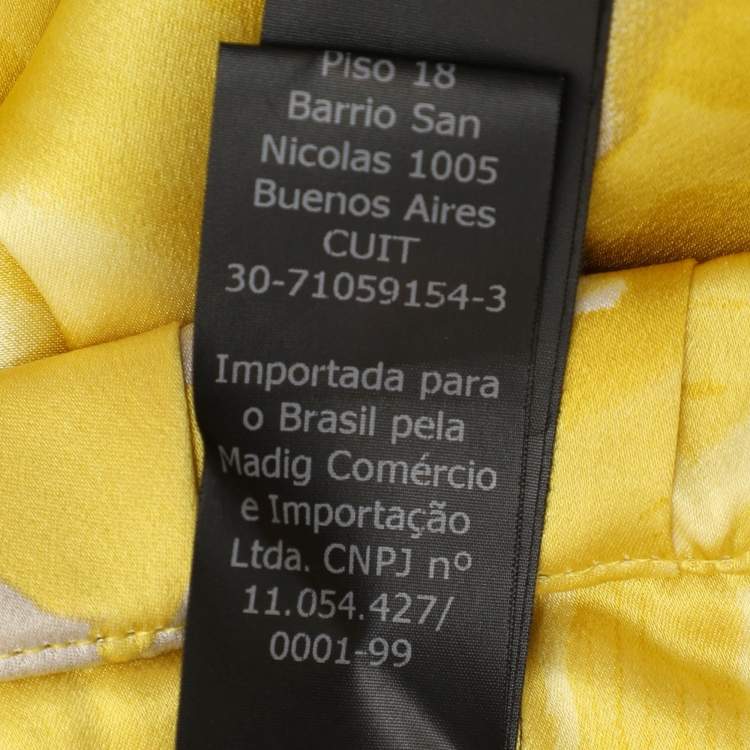 Piso 18
Barrio San
Nicolas 1005
Buenos Aires
CUIT
30-71059154-3
Importada para
o Brasil pela
Madig Comércio
e Importação
Ltda. CNPJ nº
11.054.427/
0001-99